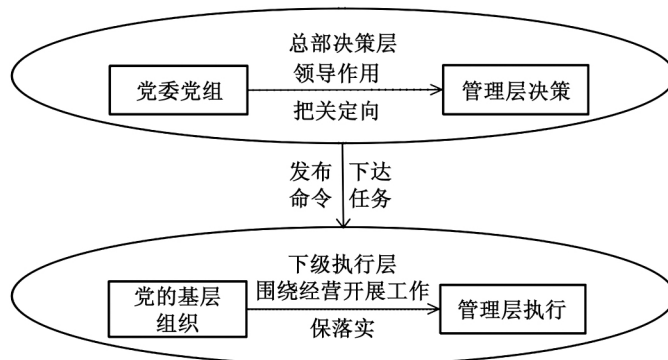 总部决策层
领导作用
党委党组
管理层决策
把关定向
发布 下达
命令 任务
下级执行层
围绕经营开展工作
党的基层
组织
管理层执行
保落实